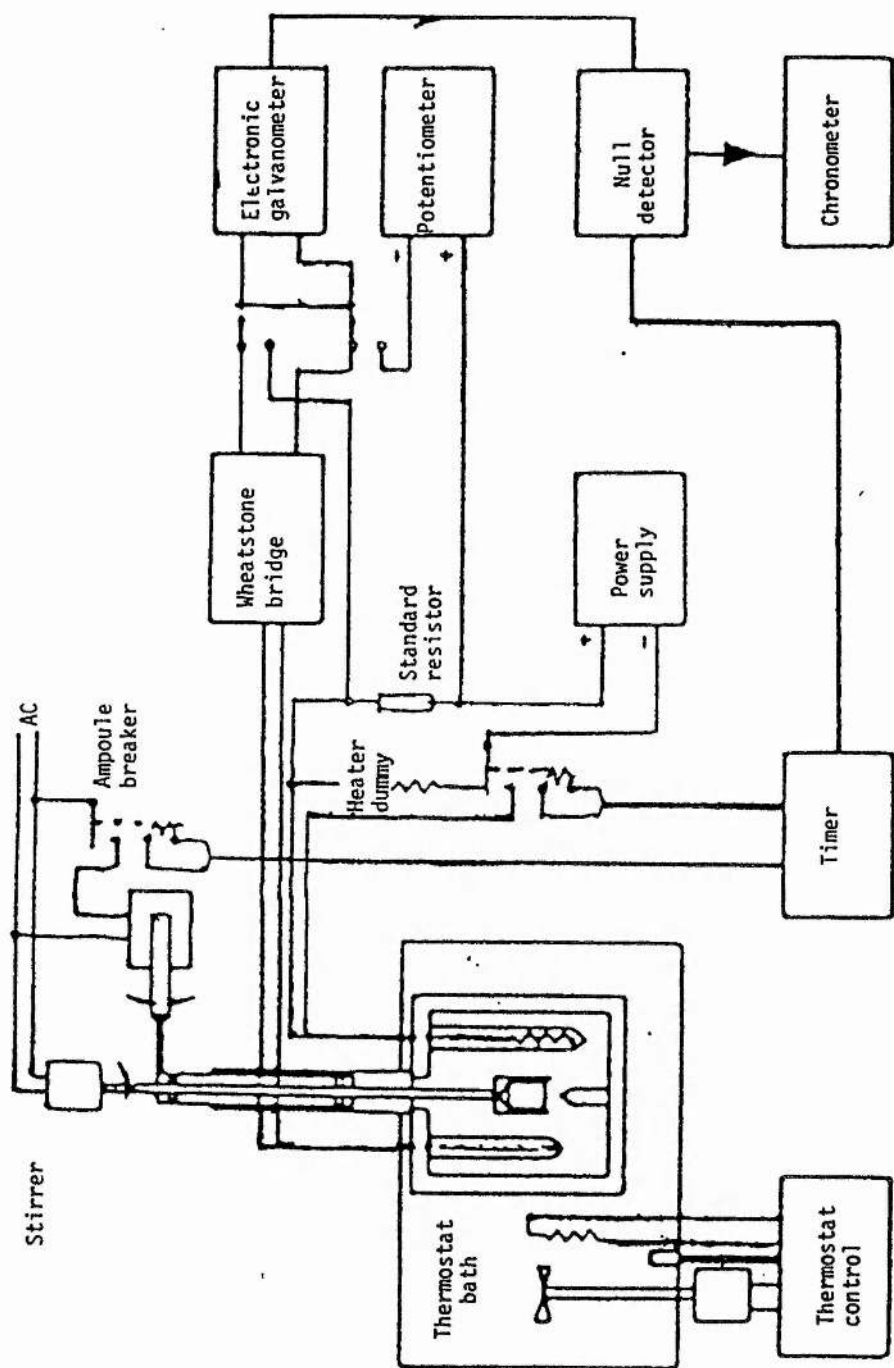 Stirrer
AC
Ampoule
breaker
Wheatstone
bridge
Electronic
galvanometer
Potentiometer
-
+
Standard
resistor
Heater
dummy
+
-
Power
supply
Null
detector
Chronometer
Timer
Thermostat
bath
Thermostat
control